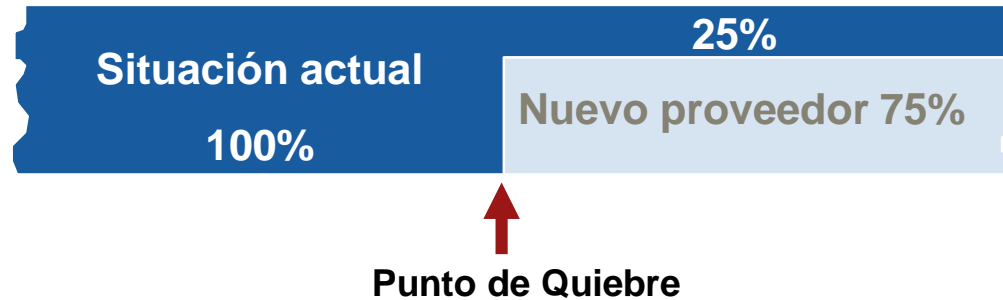 25%
Situación actual
Nuevo proveedor 75%
100%
Punto de Quiebre